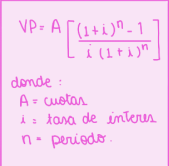 VP = A [ (1+i)^n - 1 / i (1+i)^n ]
donde :
A = cuotas
i = tasa de interes
n = periodo.